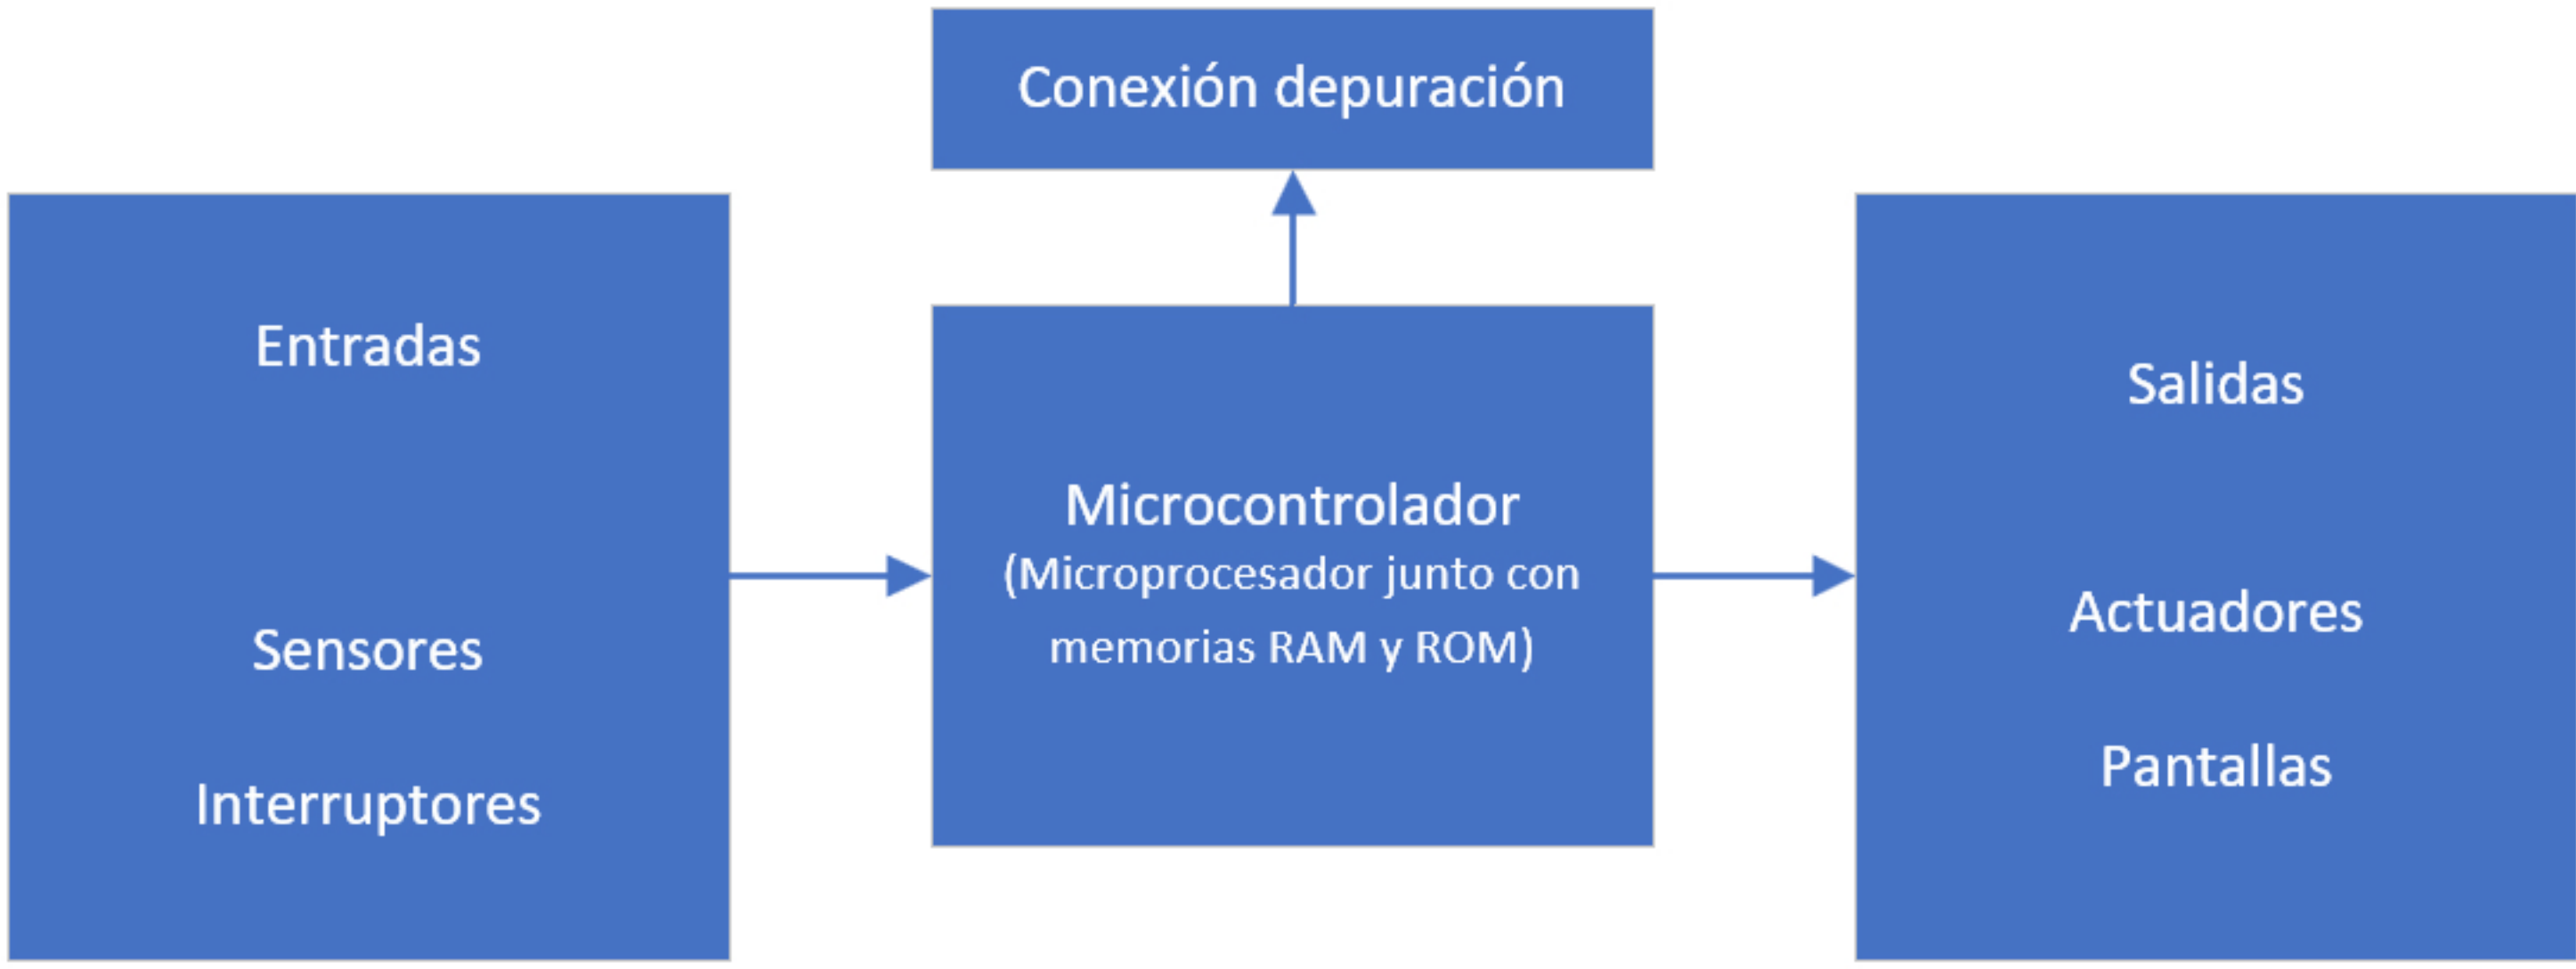 Conexión depuración
Entradas
Sensores
Interruptores
Microcontrolador
(Microprocesador junto con
memorias RAM y ROM)
Salidas
Actuadores
Pantallas